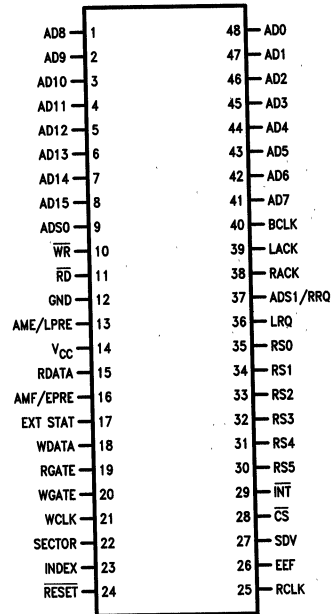 AD8 1 48 AD0
AD9 2 47 AD1
AD10 3 46 AD2
AD11 4 45 AD3
AD12 5 44 AD4
AD13 6 43 AD5
AD14 7 42 AD6
AD15 8 41 AD7
ADS0 9 40 BCLK
W̅R̅ 10 39 LACK
R̅D̅ 11 38 RACK
GND 12 37 ADS1/RRQ
AME/LPRE 13 36 LRQ
VCC 14 35 RS0
RDATA 15 34 RS1
AMF/EPRE 16 33 RS2
EXT STAT 17 32 RS3
WDATA 18 31 RS4
RGATE 19 30 RS5
WGATE 20 29 I̅N̅T̅
WCLK 21 28 C̅S̅
SECTOR 22 27 SDV
INDEX 23 26 EEF
R̅E̅S̅E̅T̅ 24 25 RCLK